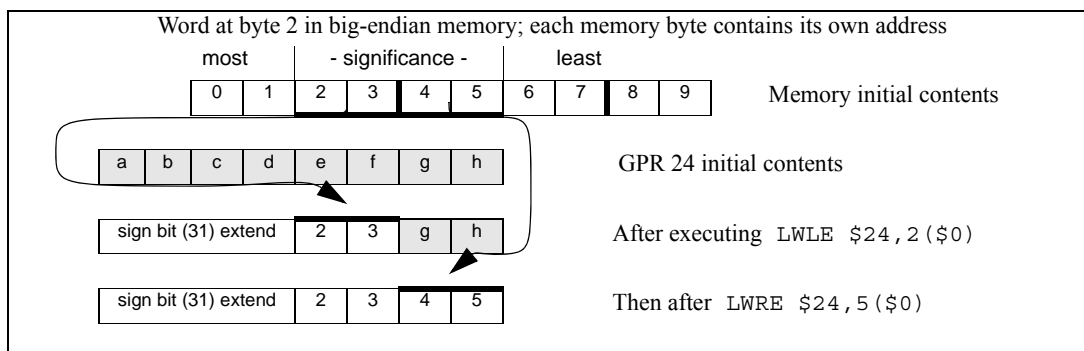 Word at byte 2 in big-endian memory; each memory byte contains its own address
most - significance - least
0 1 2 3 4 5 6 7 8 9 Memory initial contents
a b c d e f g h GPR 24 initial contents
sign bit (31) extend 2 3 g h After executing LWLE $24,2($0)
sign bit (31) extend 2 3 4 5 Then after LWRE $24,5($0)